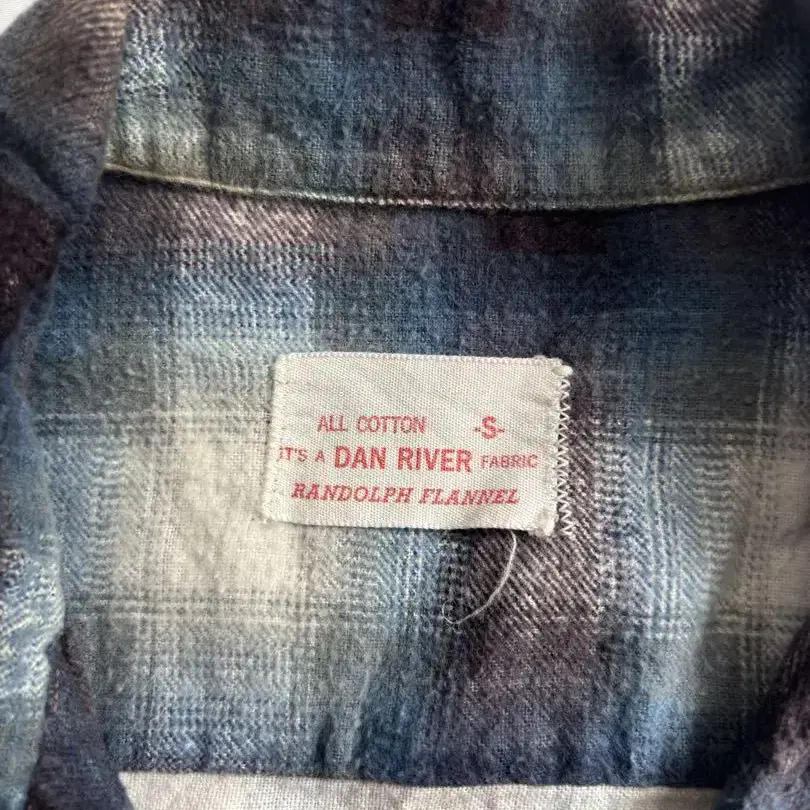 ALL COTTON -S-
IT'S A DAN RIVER FABRIC
RANDOLPH FLANNEL